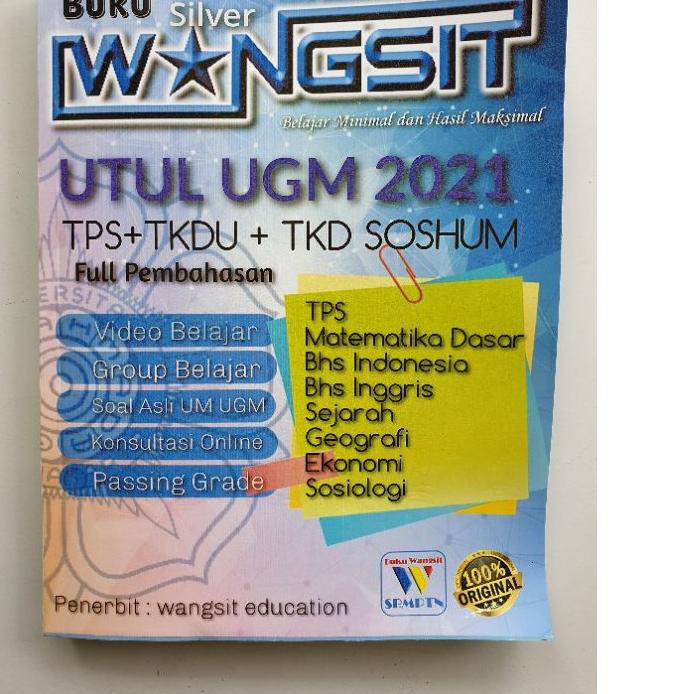 BUKU Silver
WANGSIT
Belajar Minimal dan Hasil Maksimal
UTUL UGM 2021
TPS+TKDU + TKD SOSHUM
Full Pembahasan
Video Belajar
Group Belajar
Soal Asli UM UGM
Konsultasi Online
Passing Grade
TPS
Matematika Dasar
Bhs Indonesia
Bhs Inggris
Sejarah
Geografi
Ekonomi
Sosiologi
Penerbit : wangsit education
Buku Wangsit
SBMPTN
100%
ORIGINAL